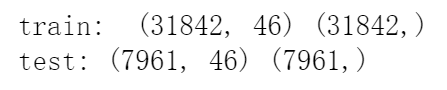 train:  (31842, 46) (31842,)
test: (7961, 46) (7961,)